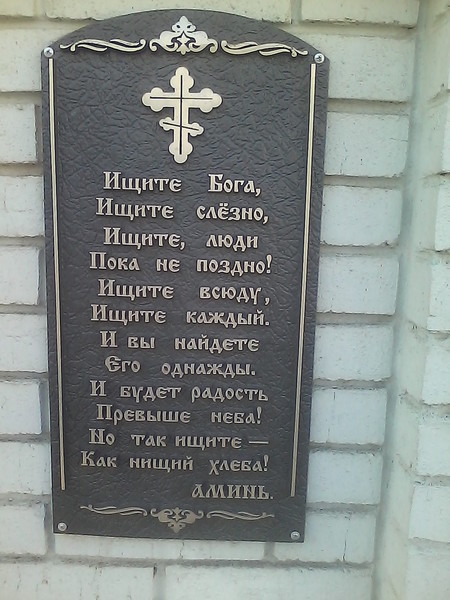 Ищите Бога,
Ищите слёзно,
Ищите, люди
Пока не поздно!
Ищите всюду,
Ищите каждый.
И вы найдете
Его однажды.
И будет радость
Превыше неба!
Но так ищите —
Как нищий хлеба!
АМИНЬ.